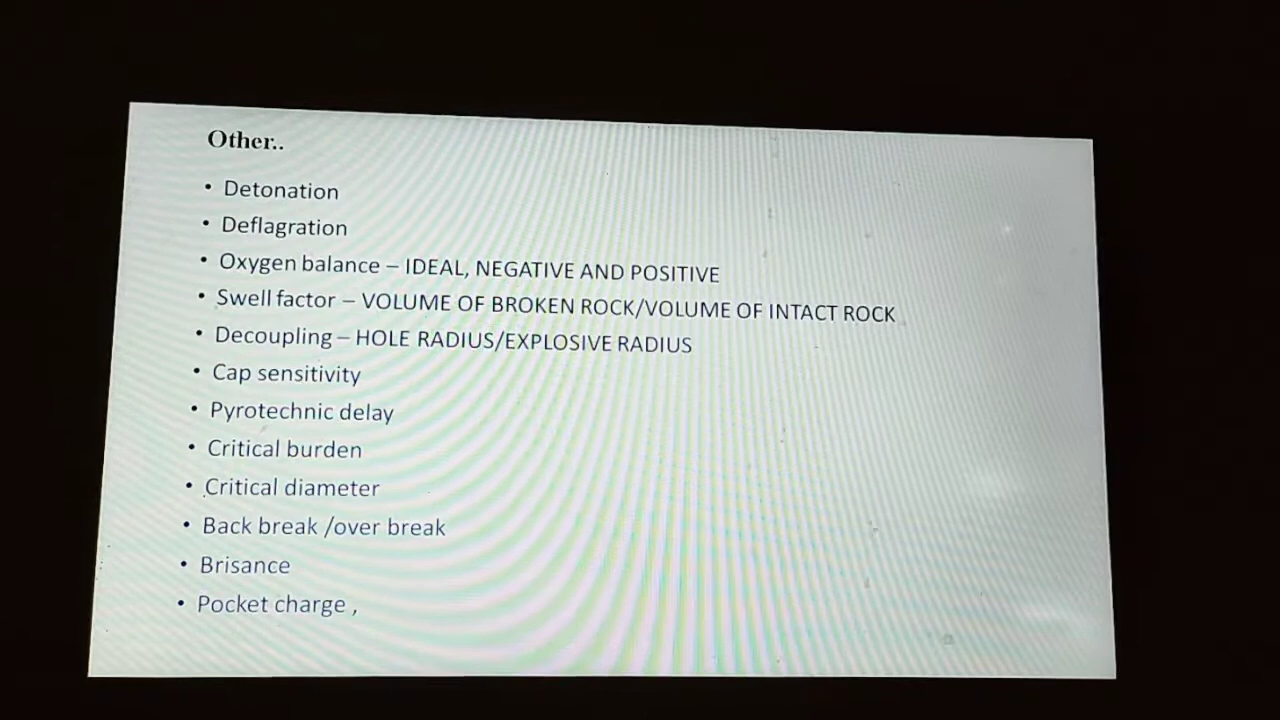 Other..
• Detonation
• Deflagration
• Oxygen balance – IDEAL, NEGATIVE AND POSITIVE
• Swell factor – VOLUME OF BROKEN ROCK/VOLUME OF INTACT ROCK
• Decoupling – HOLE RADIUS/EXPLOSIVE RADIUS
• Cap sensitivity
• Pyrotechnic delay
• Critical burden
• Critical diameter
• Back break /over break
• Brisance
• Pocket charge ,